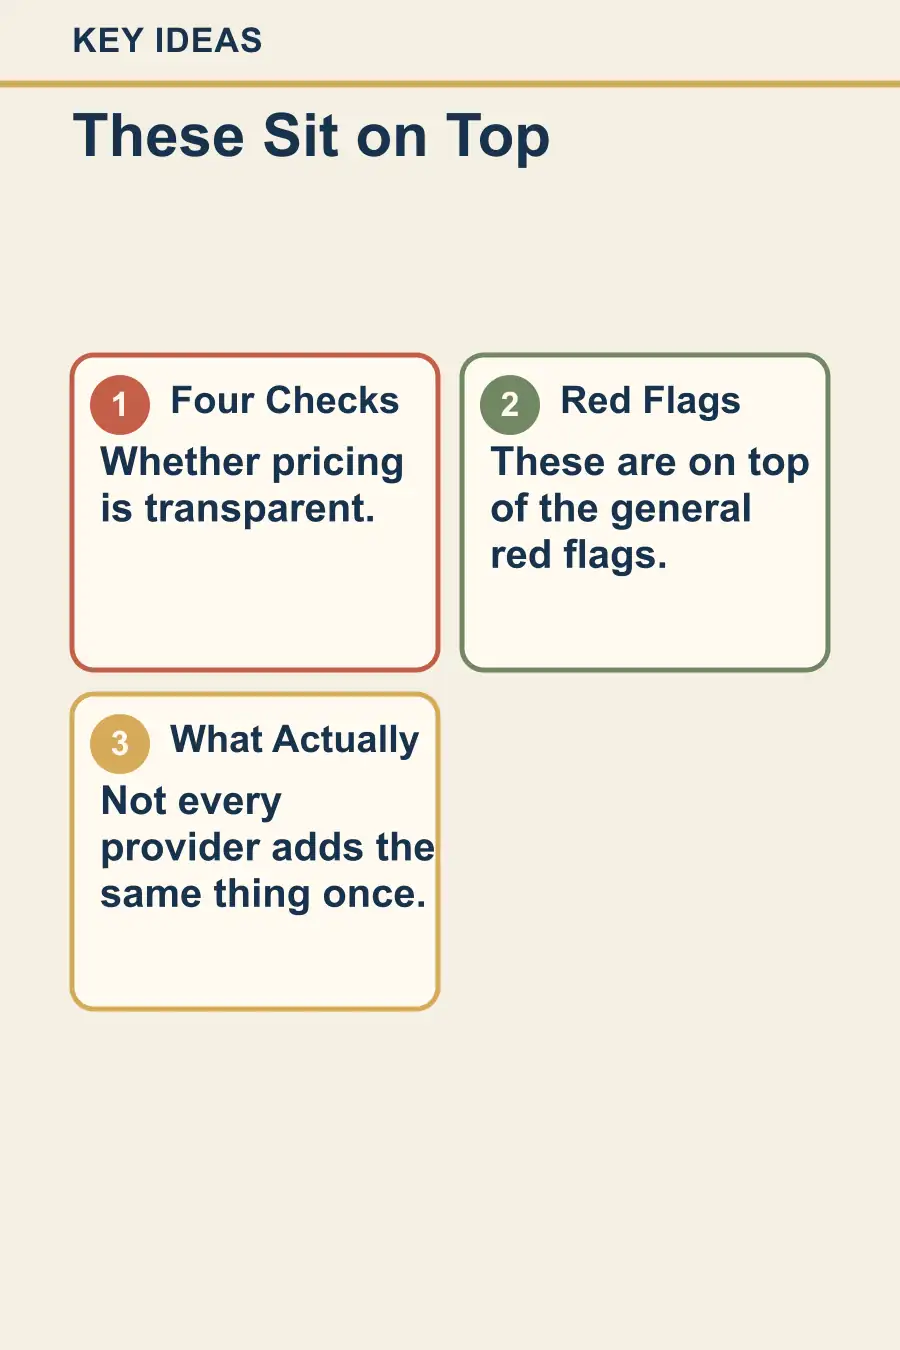 KEY IDEAS
These Sit on Top
1 Four Checks
Whether pricing
is transparent.
2 Red Flags
These are on top
of the general
red flags.
3 What Actually
Not every
provider adds the
same thing once.